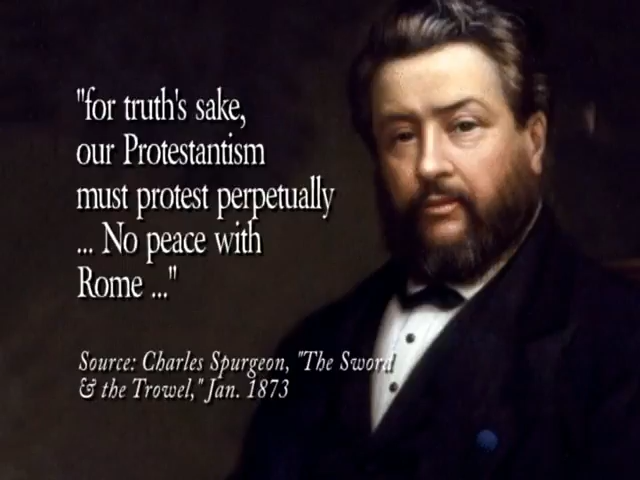 "for truth's sake,
our Protestantism
must protest perpetually
... No peace with
Rome ..."
Source: Charles Spurgeon, "The Sword
& the Trowel," Jan. 1873